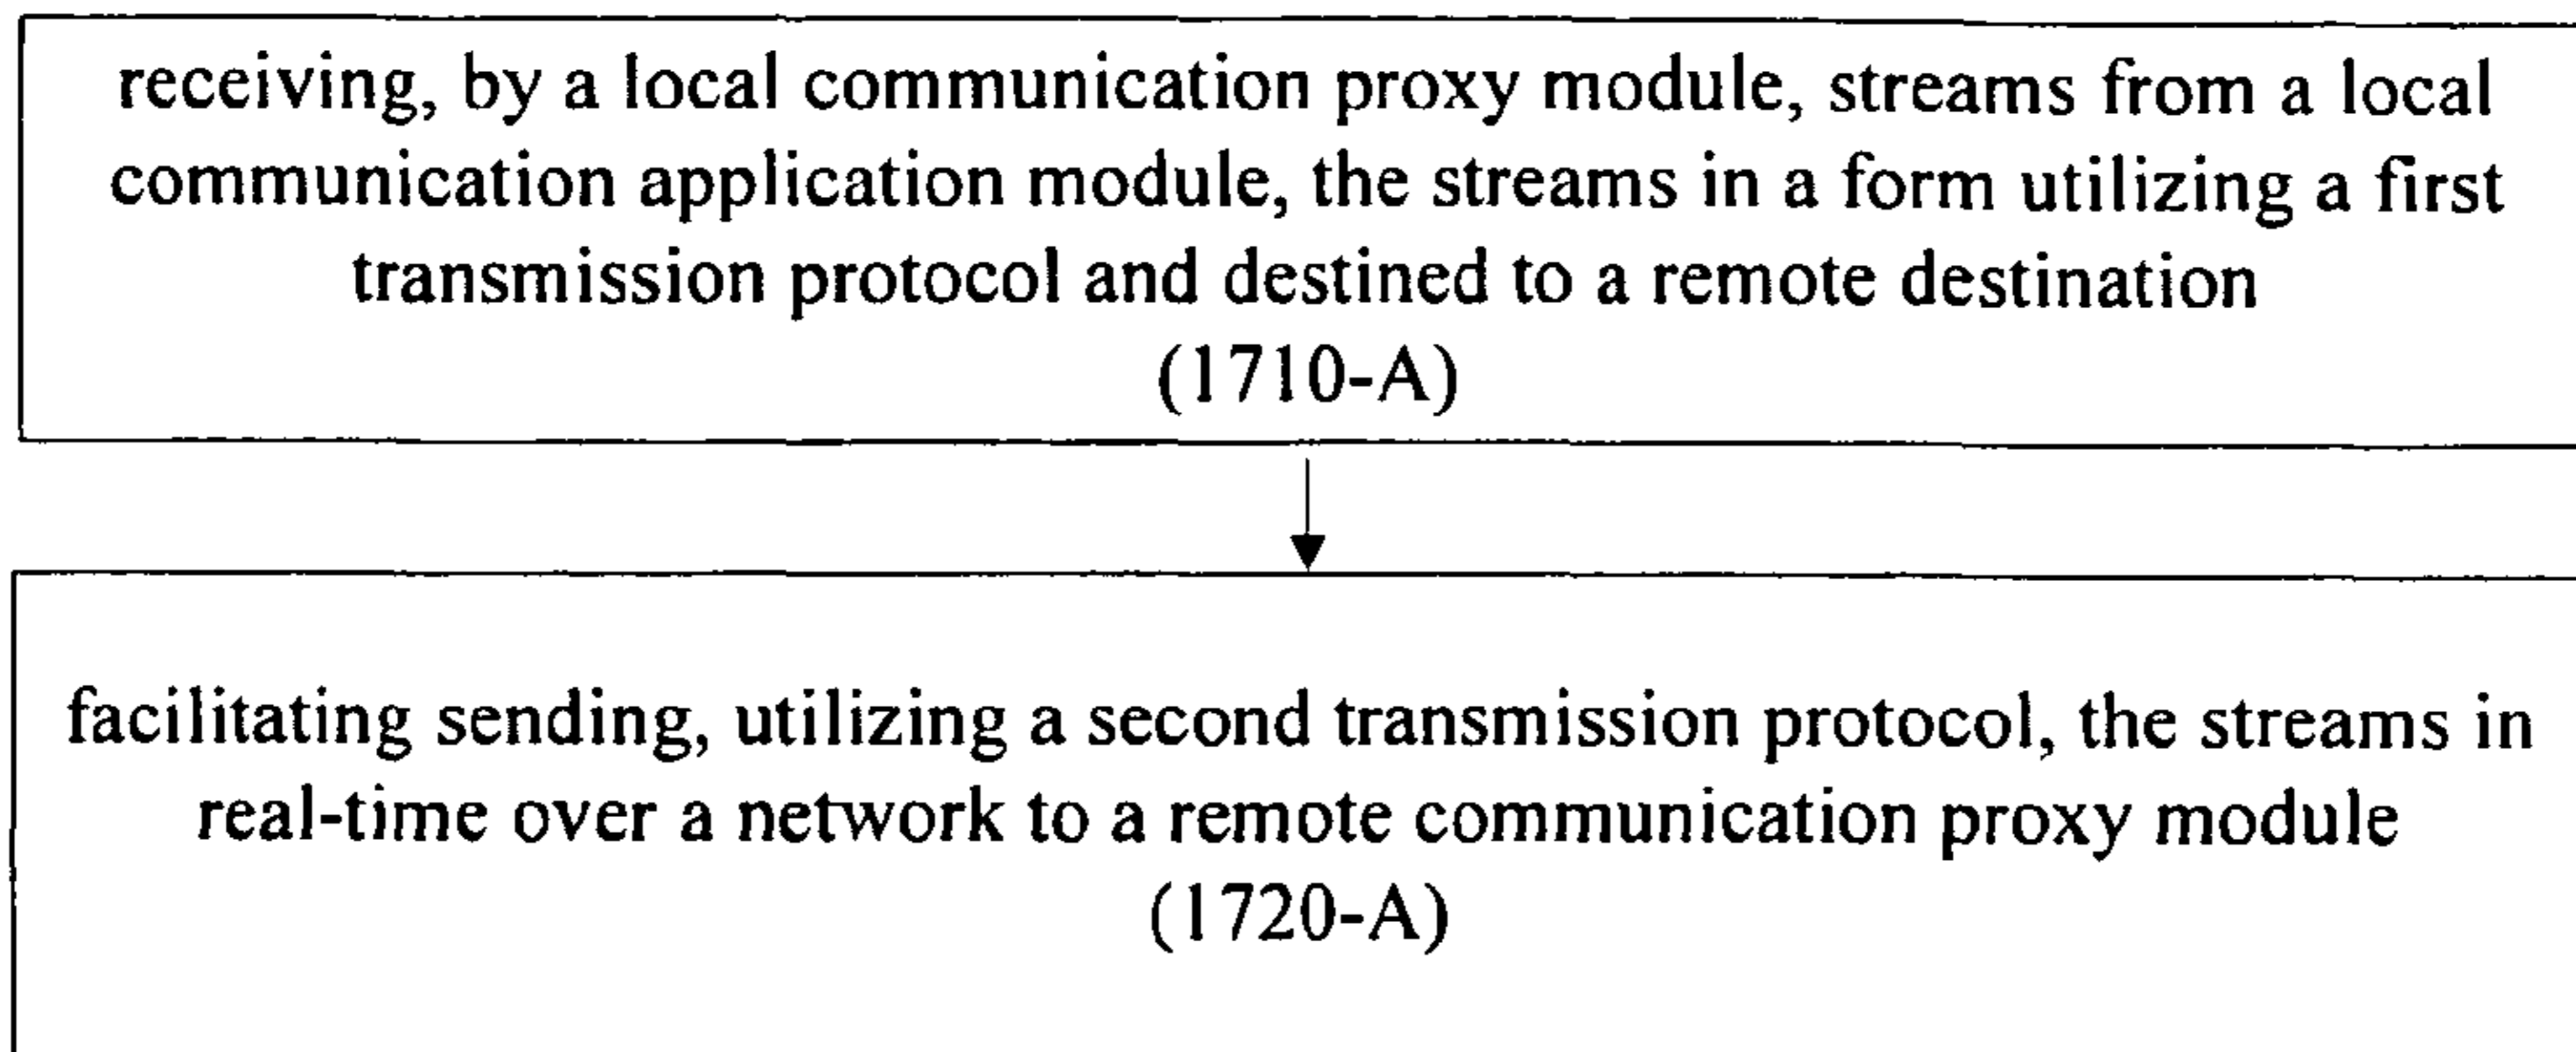 receiving, by a local communication proxy module, streams from a local
communication application module, the streams in a form utilizing a first
transmission protocol and destined to a remote destination
(1710-A)
facilitating sending, utilizing a second transmission protocol, the streams in
real-time over a network to a remote communication proxy module
(1720-A)